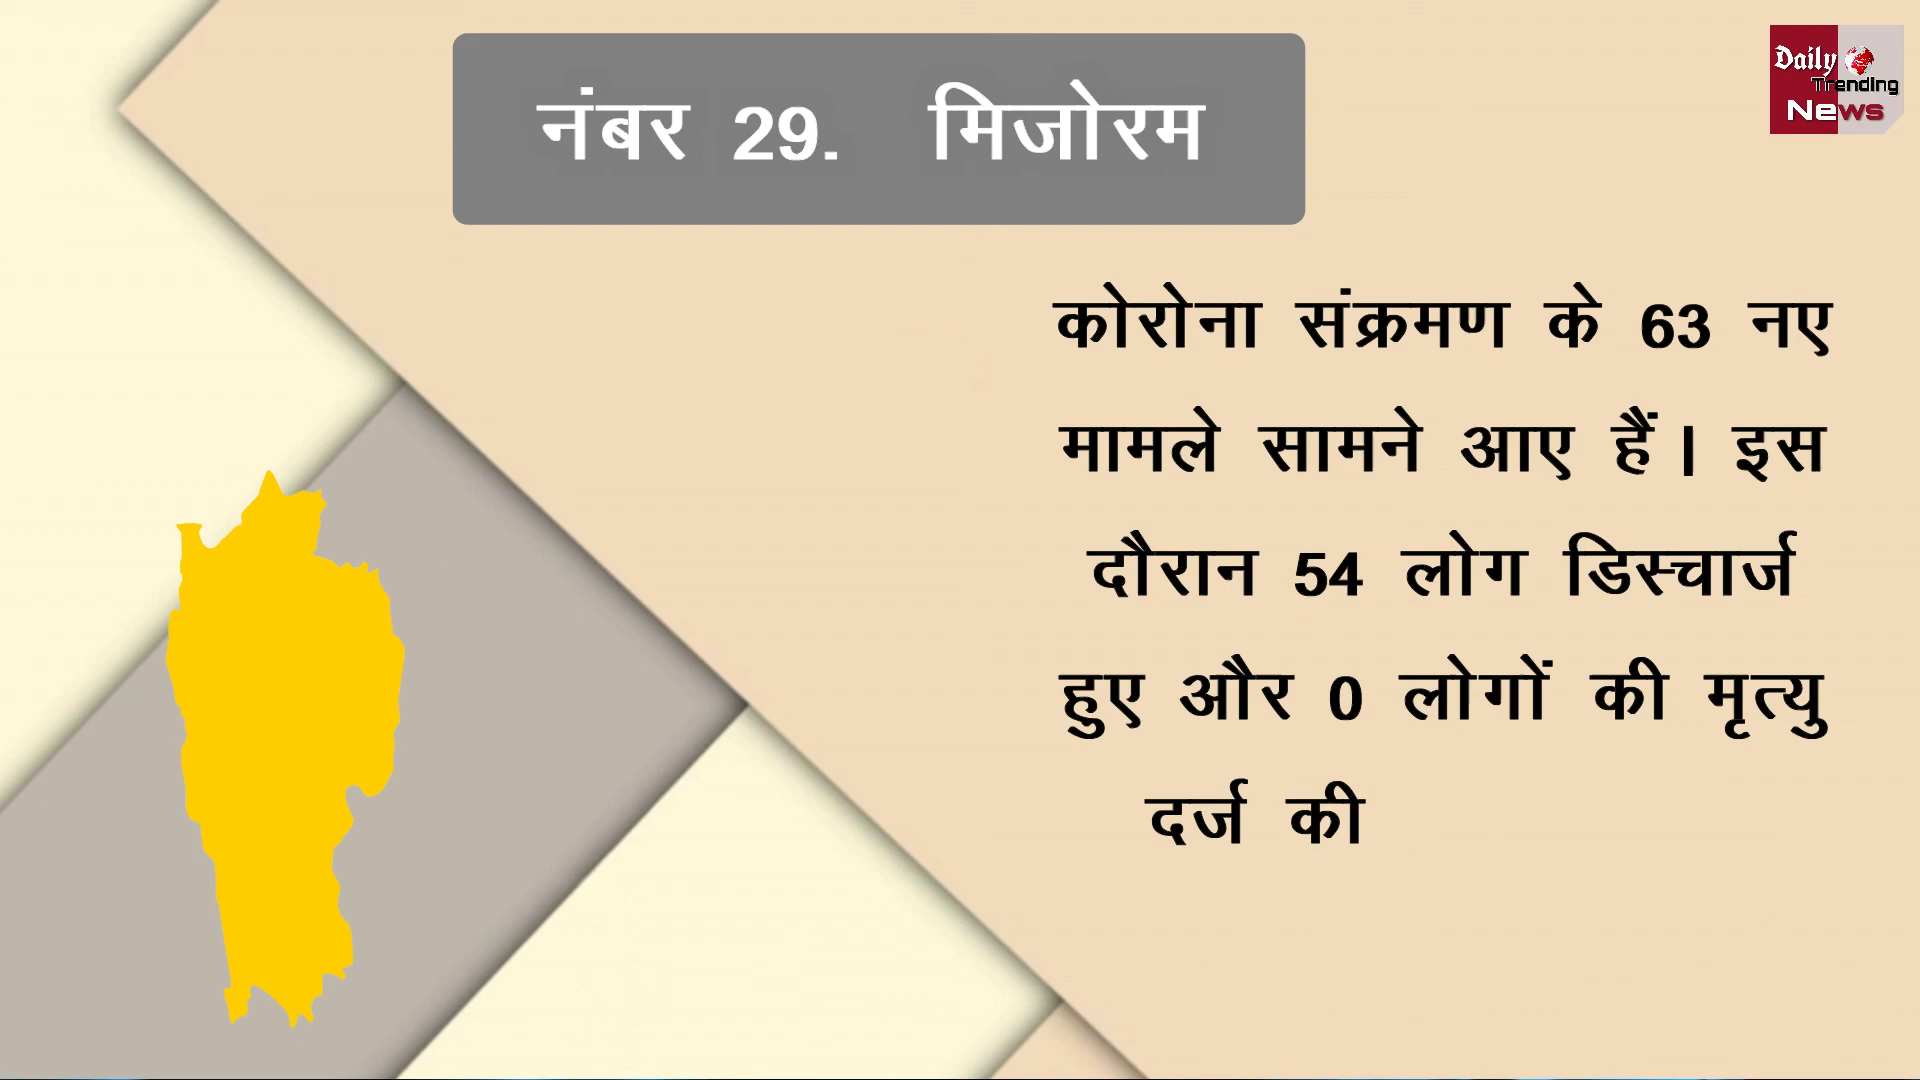 Daily
Trending
News
नंबर 29. मिजोरम
कोरोना संक्रमण के 63 नए
मामले सामने आए हैं। इस
दौरान 54 लोग डिस्चार्ज
हुए और 0 लोगों की मृत्यु
दर्ज की